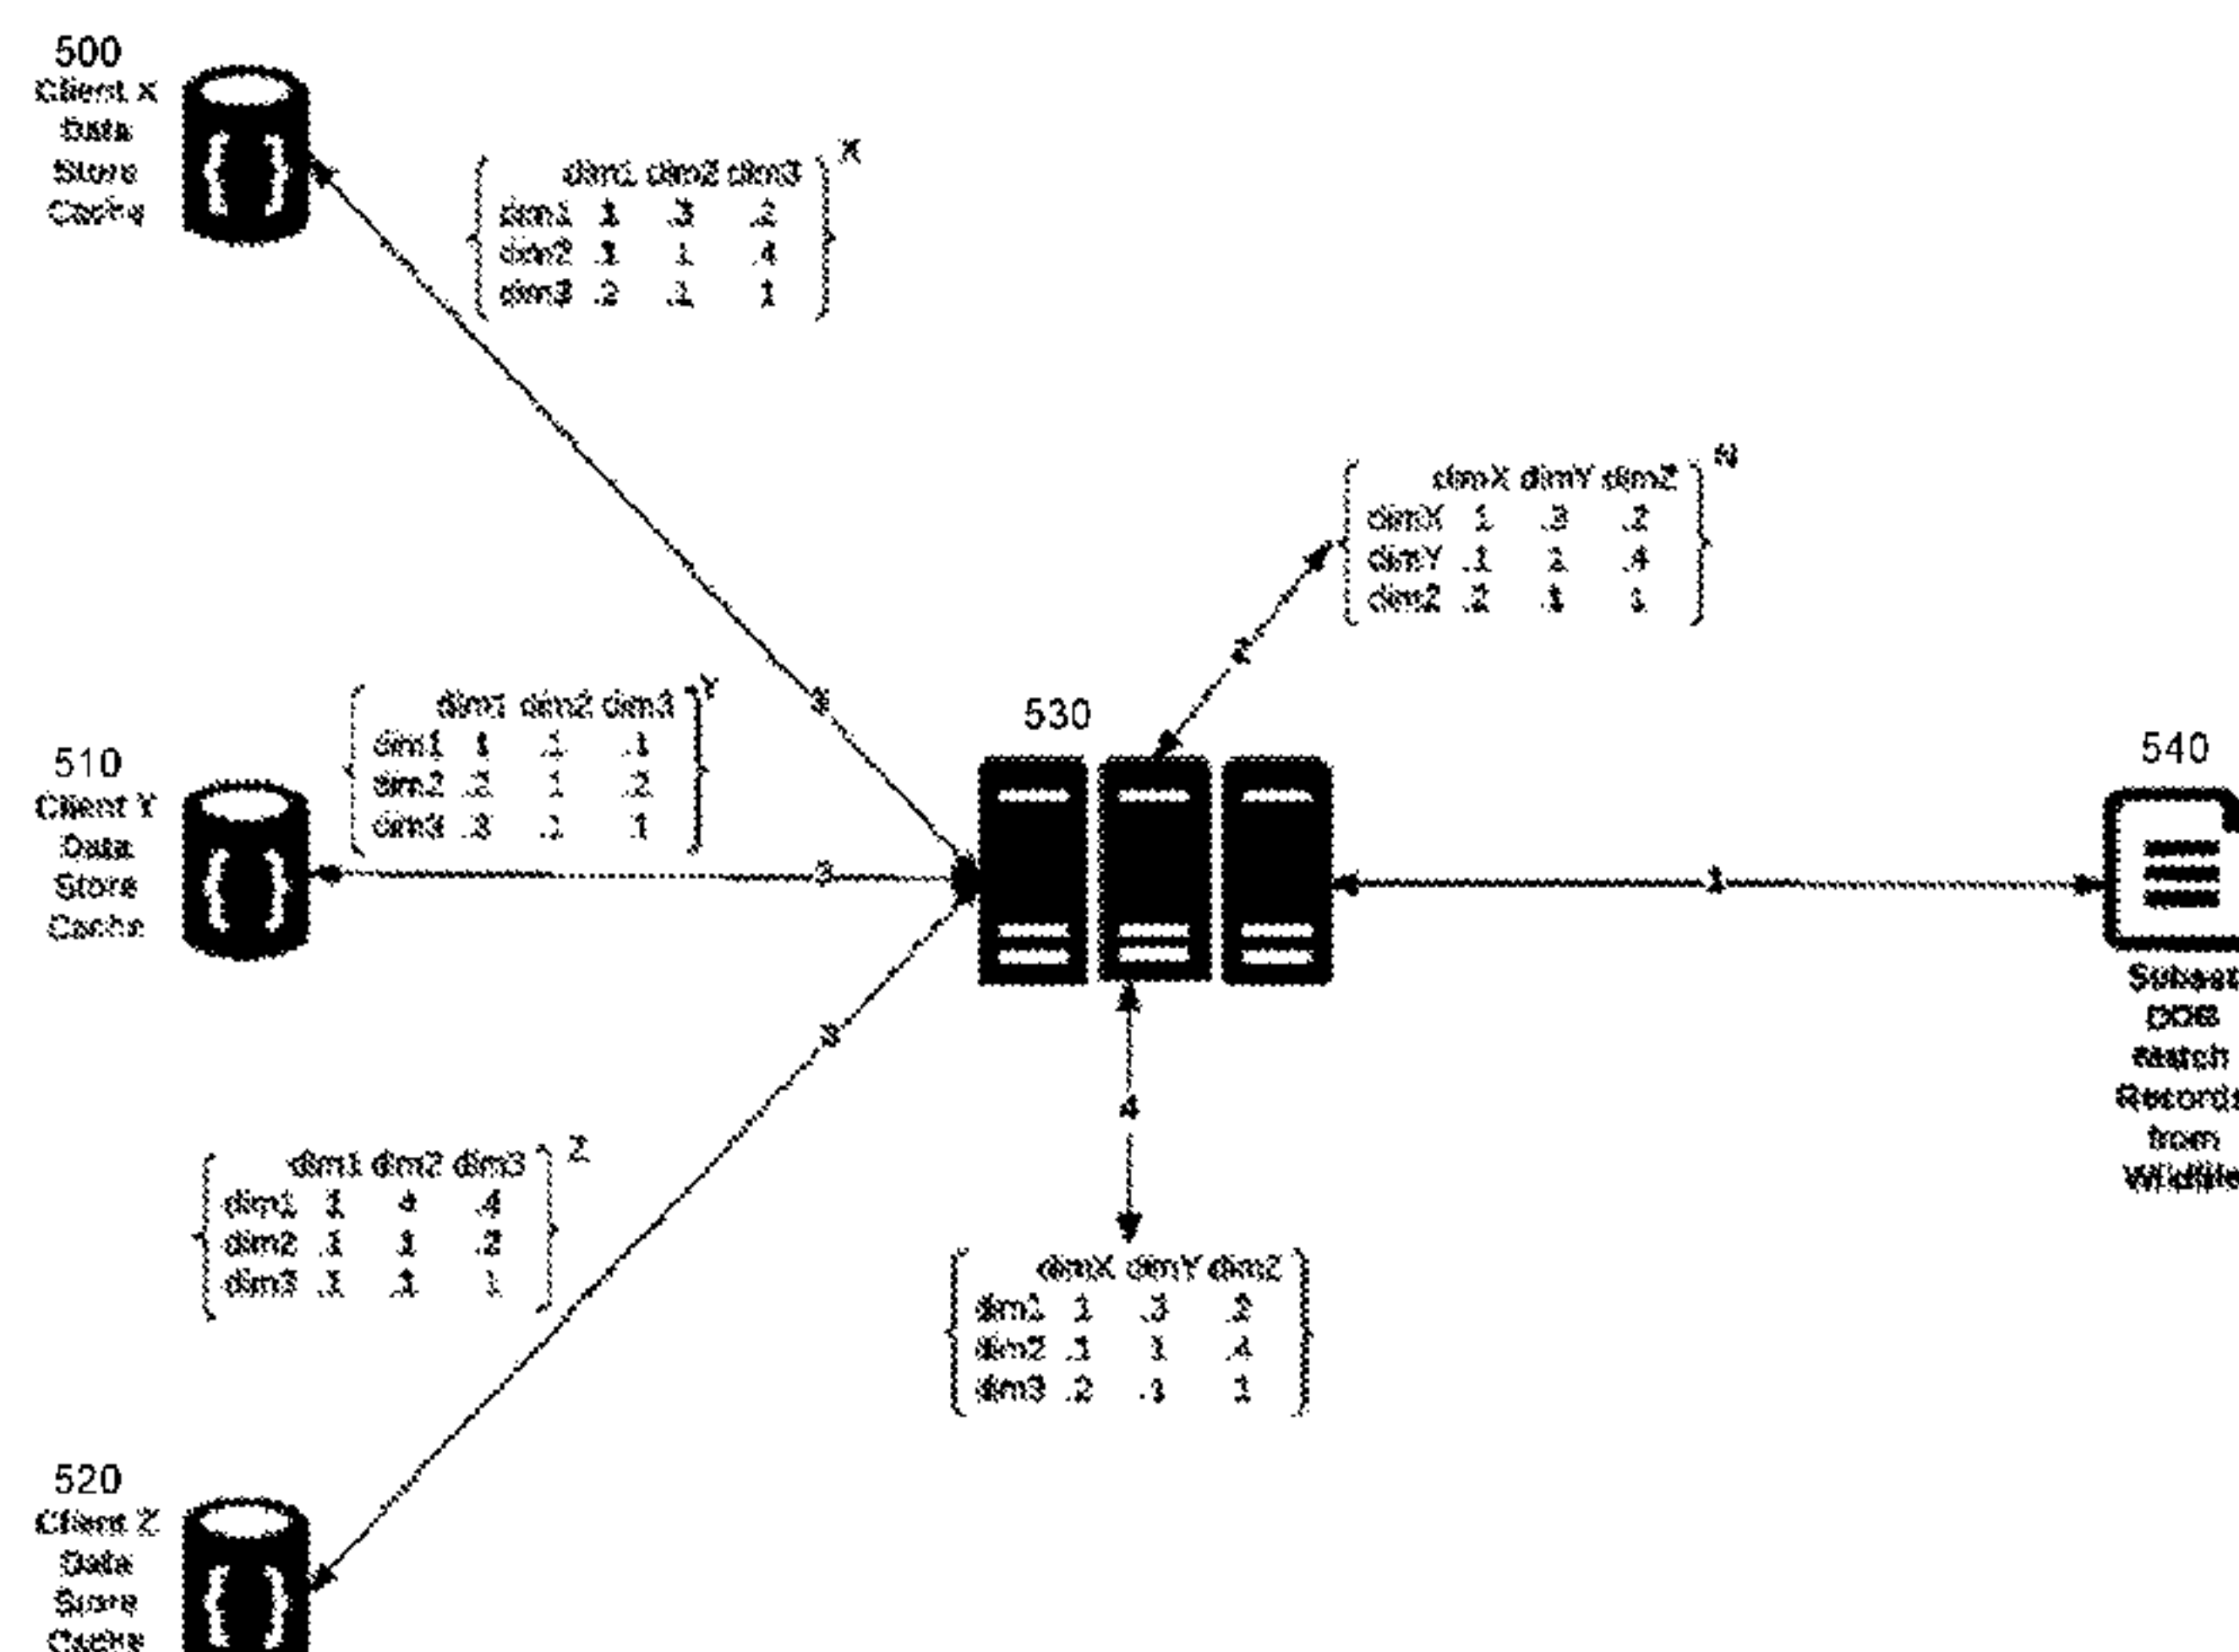 500
Client X
Data
Store
Cache
X
dim1 dim2 dim3
dim1 1 .3 .2
dim2 .1 1 .4
dim3 .2 .1 1
N
dimX dimY dimZ
dimX 1 .3 .2
dimY .1 1 .4
dimZ .2 .1 1
2
530
3
Y
dim1 dim2 dim3
dim1 1 .1 .1
dim2 1
dim3 .3 .1
510
Client Y
Data
Store
Cache
3
1
540
Subset
DOB
Match
Records
from
3
4
Z
dim1 dim2 dim3
dim1 1 .4
dim2 .1 1
dim3 .1 .1 1
dimX dimY dimZ
dim1 1 .3 .2
dim2 .1 1 .4
dim3 .2 .1 1
520
Client Z
Data
Store
Cache